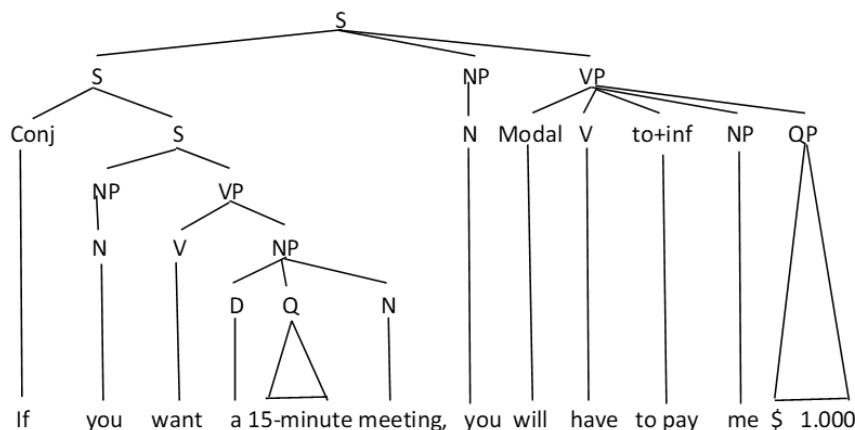 S
S NP VP
Conj S N Modal V to+inf NP QP
NP VP
N V NP
D Q N
If you want a 15-minute meeting, you will have to pay me $ 1.000